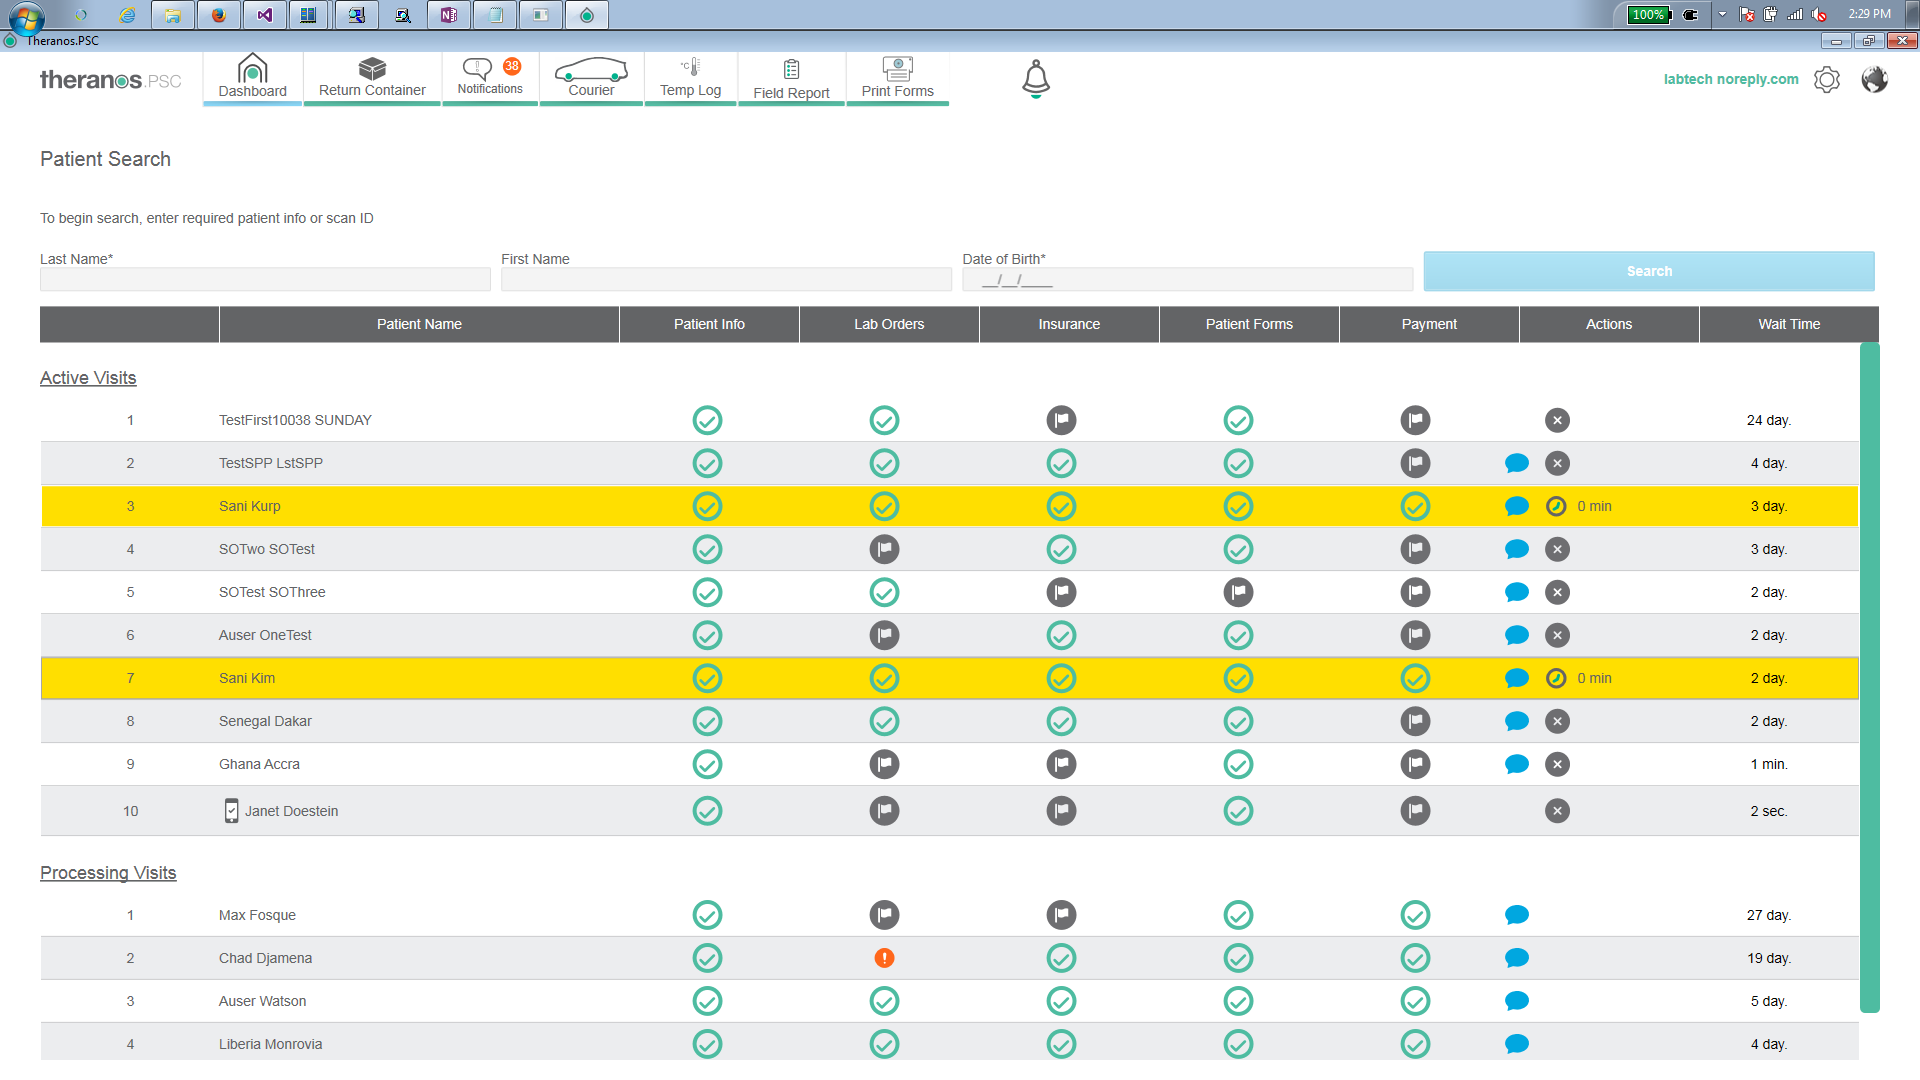 100%
2:29 PM
Theranos.PSC
theranos.PSC
Dashboard
Return Container
38
Notifications
Courier
°C
Temp Log
Field Report
Print Forms
labtech noreply.com
Patient Search
To begin search, enter required patient info or scan ID
Last Name*
First Name
Date of Birth*
__/__/____
Search
Patient Name Patient Info Lab Orders Insurance Patient Forms Payment Actions Wait Time
Active Visits
1 TestFirst10038 SUNDAY 24 day.
2 TestSPP LstSPP 4 day.
3 Sani Kurp 0 min 3 day.
4 SOTwo SOTest 3 day.
5 SOTest SOThree 2 day.
6 Auser OneTest 2 day.
7 Sani Kim 0 min 2 day.
8 Senegal Dakar 2 day.
9 Ghana Accra 1 min.
10 Janet Doestein 2 sec.
Processing Visits
1 Max Fosque 27 day.
2 Chad Djamena 19 day.
3 Auser Watson 5 day.
4 Liberia Monrovia 4 day.